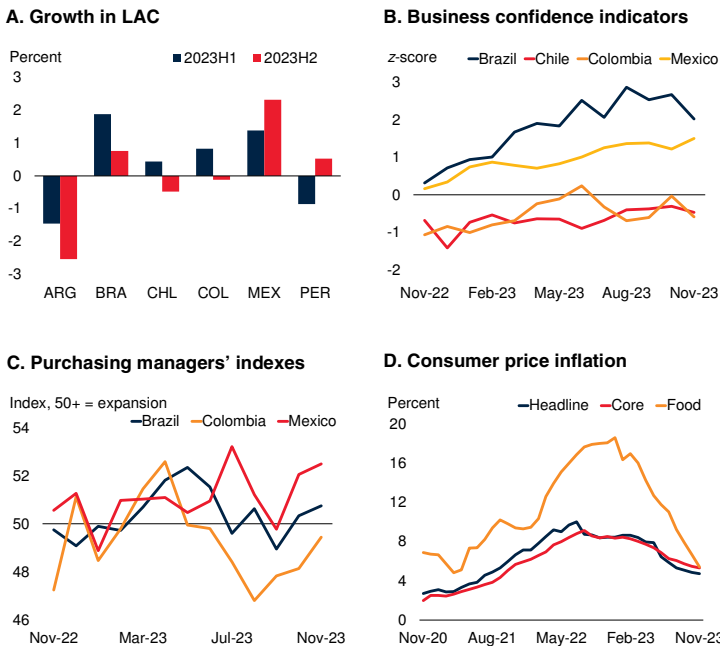 A. Growth in LAC
Percent
2023H1 2023H2
3
2
1
0
-1
-2
-3
ARG BRA CHL COL MEX PER
B. Business confidence indicators
z-score
Brazil Chile Colombia Mexico
3
2
1
0
-1
-2
Nov-22 Feb-23 May-23 Aug-23 Nov-23
C. Purchasing managers' indexes
Index, 50+ = expansion
Brazil Colombia Mexico
54
52
50
48
46
Nov-22 Mar-23 Jul-23 Nov-23
D. Consumer price inflation
Percent
Headline Core Food
20
16
12
8
4
0
Nov-20 Aug-21 May-22 Feb-23 Nov-23